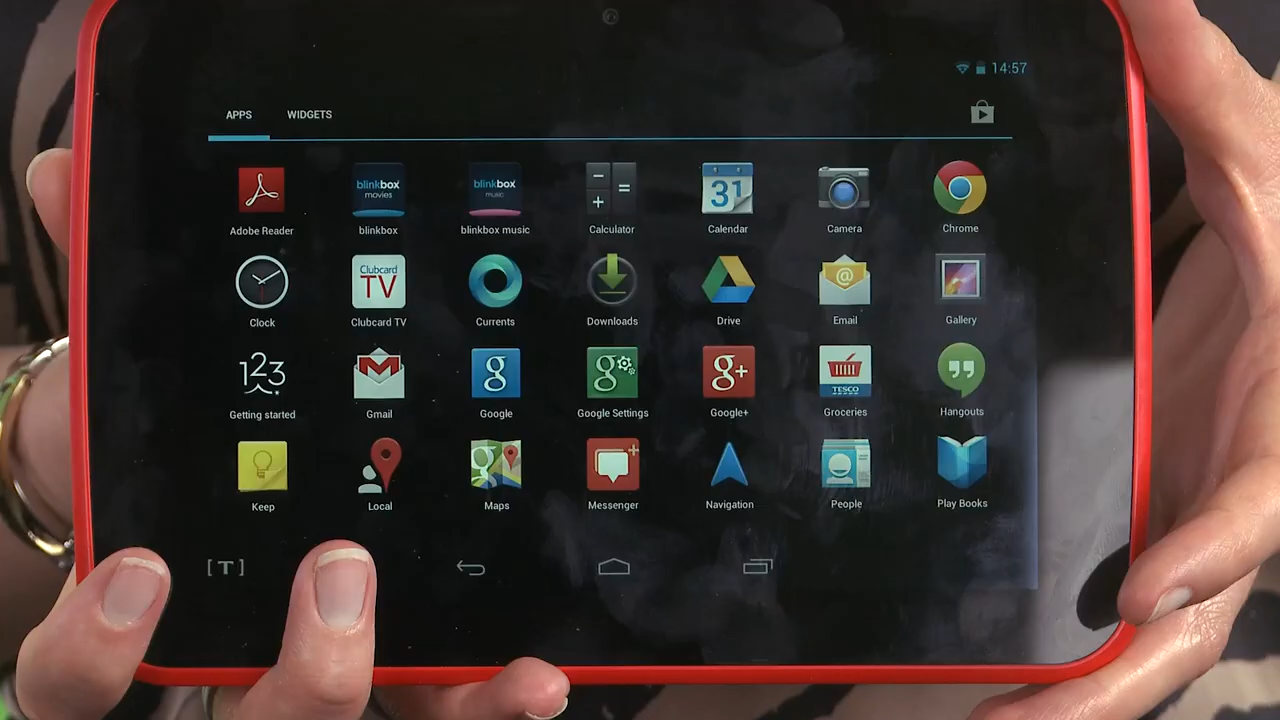 14:57
APPS WIDGETS
blinkbox movies
blinkbox music
31
Adobe Reader blinkbox blinkbox music Calculator Calendar Camera Chrome
Clubcard
TV
@
Clock Clubcard TV Currents Downloads Drive Email Gallery
123
g g g+
TESCO
Getting started Gmail Google Google Settings Google+ Groceries Hangouts
g
Keep Local Maps Messenger Navigation People Play Books
[T]